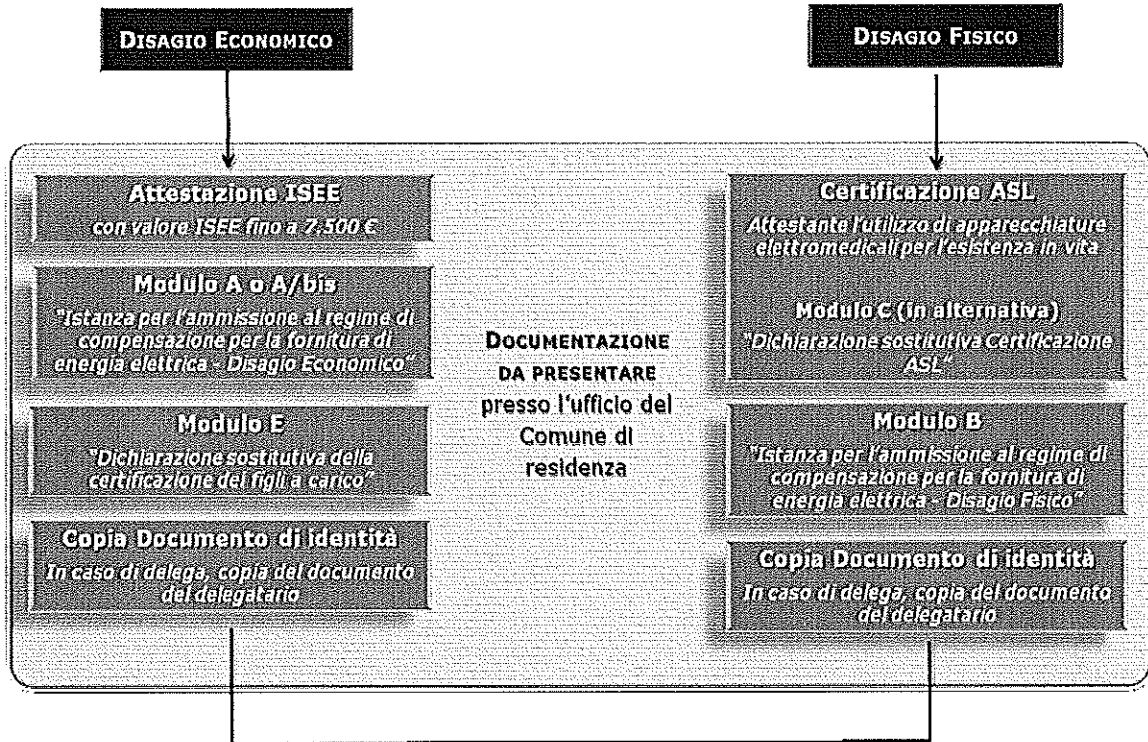 DISAGIO ECONOMICO
DISAGIO FISICO
Attestazione ISEE
con valore ISEE fino a 7.500 €
Modulo A o A/bis
"Istanza per l'ammissione al regime di
compensazione per la fornitura di
energia elettrica - Disagio Economico"
Modulo E
"Dichiarazione sostitutiva della
certificazione dei figli a carico"
Copia Documento di identità
In caso di delega, copia del documento
del delegatario
DOCUMENTAZIONE
DA PRESENTARE
presso l'ufficio del
Comune di
residenza
Certificazione ASL
Attestante l'utilizzo di apparecchiature
elettromedicali per l'esistenza in vita
Modulo C (in alternativa)
"Dichiarazione sostitutiva Certificazione
ASL"
Modulo B
"Istanza per l'ammissione al regime di
compensazione per la fornitura di
energia elettrica - Disagio Fisico"
Copia Documento di identità
In caso di delega, copia del documento
del delegatario